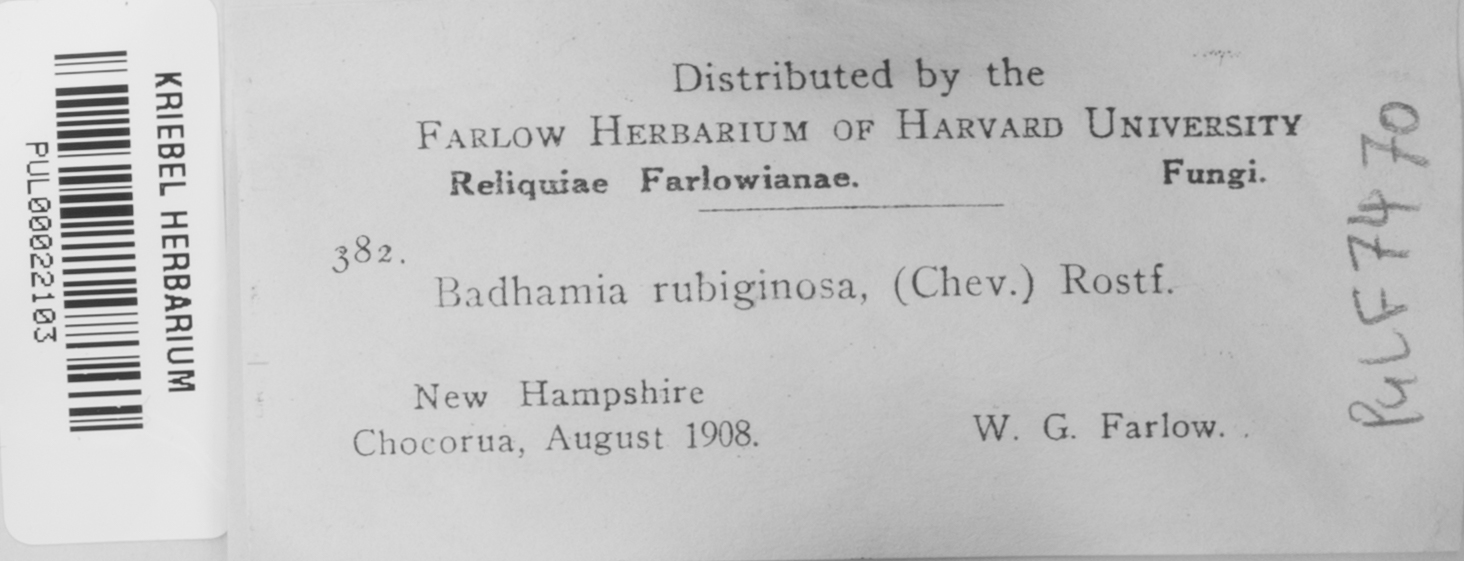 KRIEBEL HERBARIUM
PUL00022103
Distributed by the
FARLOW HERBARIUM OF HARVARD UNIVERSITY
Reliquiae Farlowianae. Fungi.
382.
Badhamia rubiginosa, (Chev.) Rostf.
New Hampshire
Chocorua, August 1908.
W. G. Farlow.
PULF 7470